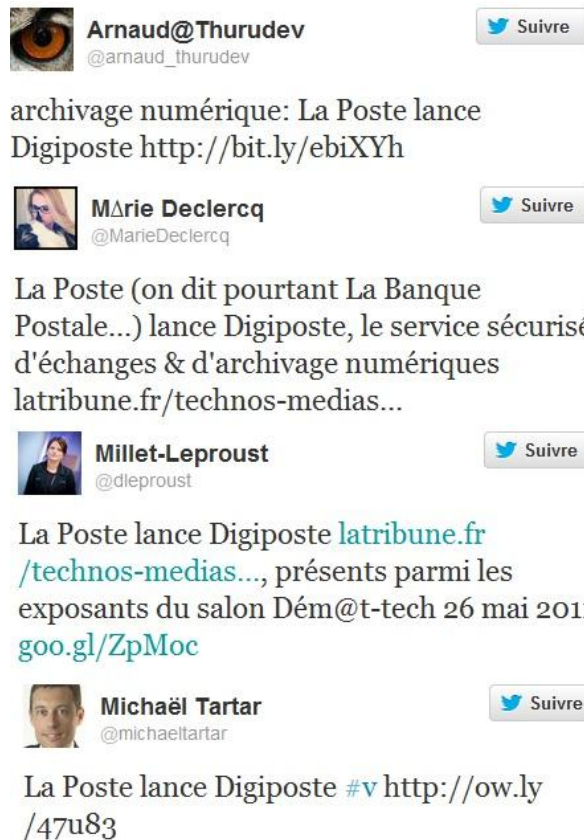 Arnaud@Thurudev
Suivre
@arnaud_thurudev
archivage numérique: La Poste lance
Digiposte http://bit.ly/ebiXYh
M∆rie Declercq
Suivre
@MarieDeclercq
La Poste (on dit pourtant La Banque
Postale...) lance Digiposte, le service sécurisé
d'échanges & d'archivage numériques
latribune.fr/technos-medias...
Millet-Leproust
Suivre
@dleproust
La Poste lance Digiposte latribune.fr
/technos-medias..., présents parmi les
exposants du salon Dém@t-tech 26 mai
goo.gl/ZpMoc
Michaël Tartar
Suivre
@michaeltartar
La Poste lance Digiposte #v http://ow.ly
/47u83